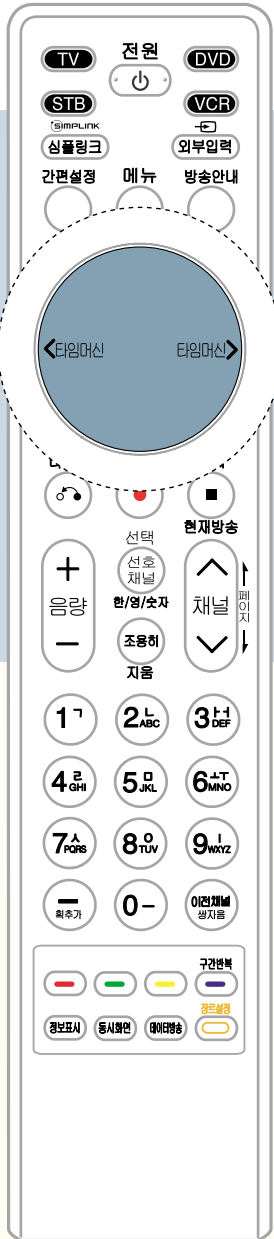 TV 전원 DVD
STB VCR
SIMPLINK
심플링크 외부입력
간편설정 메뉴 방송안내
타임머신 타임머신
현재방송
선택
+ 선호
채널
음량 채널 페이지
한/영/숫자
- 조용히
지움
1ㄱ 2ㄴABC 3ㅏㅓDEF
4ㄹGHI 5ㅁJKL 6ㅗㅜMNO
7ㅅPQRS 8ㅇTUV 9ㅣWXYZ
ㅡ 획추가 0- 이전채널
쌍자음
구간반복
장르설정
정보표시 동시화면 데이터방송